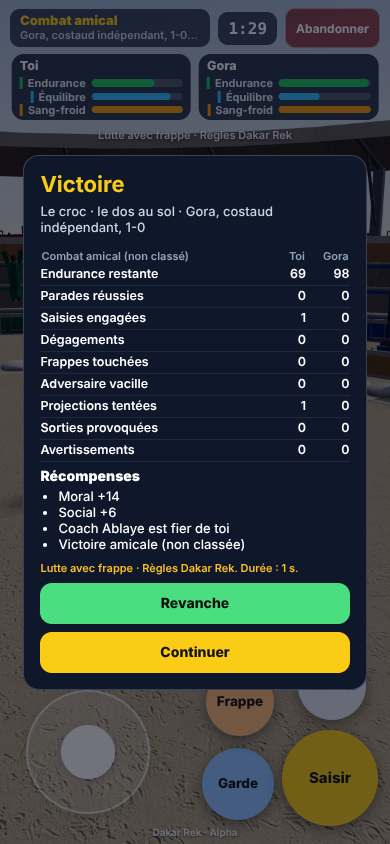 Combat amical
Gora, costaud indépendant, 1-0...
1:29
Abandonner
Toi
Endurance
Équilibre
Sang-froid
Gora
Endurance
Équilibre
Sang-froid
Lutte avec frappe · Règles Dakar Rek
Victoire
Le croc · le dos au sol · Gora, costaud
indépendant, 1-0
Combat amical (non classé) Toi Gora
Endurance restante 69 98
Parades réussies 0 0
Saisies engagées 1 0
Dégagements 0 0
Frappes touchées 0 0
Adversaire vacille 0 0
Projections tentées 1 0
Sorties provoquées 0 0
Avertissements 0 0
Récompenses
• Moral +14
• Social +6
• Coach Ablaye est fier de toi
• Victoire amicale (non classée)
Lutte avec frappe · Règles Dakar Rek. Durée : 1 s.
Revanche
Continuer
Frappe
Garde
Saisir
Dakar Rek · Alpha